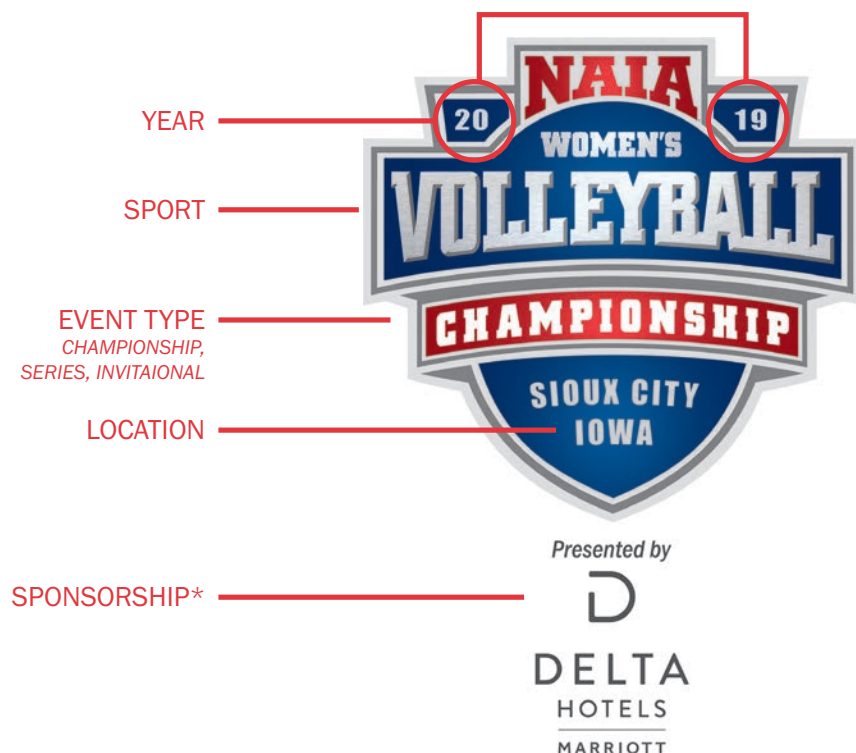 NAIA
YEAR
20
19
WOMEN'S
SPORT
VOLLEYBALL
EVENT TYPE
CHAMPIONSHIP,
SERIES, INVITAIONAL
CHAMPIONSHIP
SIOUX CITY
LOCATION
IOWA
Presented by
SPONSORSHIP*
D
DELTA
HOTELS
MARRIOTT